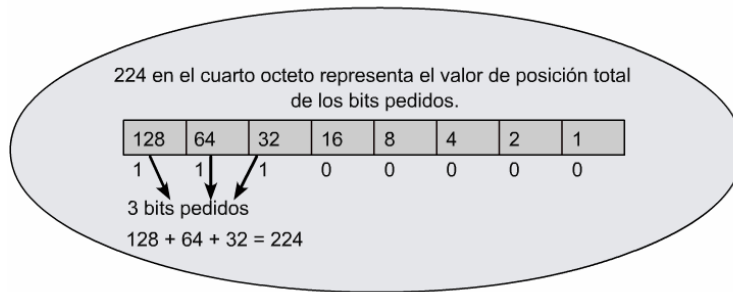 224 en el cuarto octeto representa el valor de posición total
de los bits pedidos.
128 64 32 16 8 4 2 1
1 1 1 0 0 0 0 0
3 bits pedidos
128 + 64 + 32 = 224